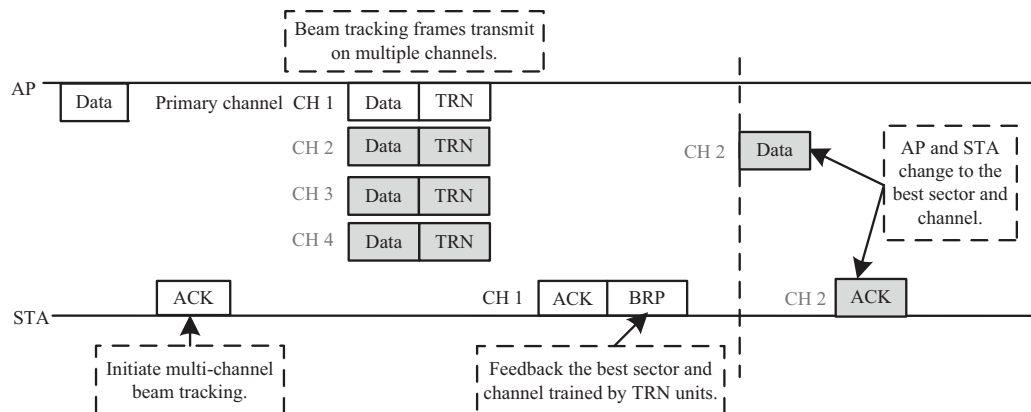 Beam tracking frames transmit
on multiple channels.
AP
Data
Primary channel
CH 1
Data
TRN
CH 2
Data
TRN
CH 3
Data
TRN
CH 4
Data
TRN
CH 2
Data
AP and STA
change to the
best sector and
channel.
STA
ACK
CH 1
ACK
BRP
CH 2
ACK
Initiate multi-channel
beam tracking.
Feedback the best sector and
channel trained by TRN units.